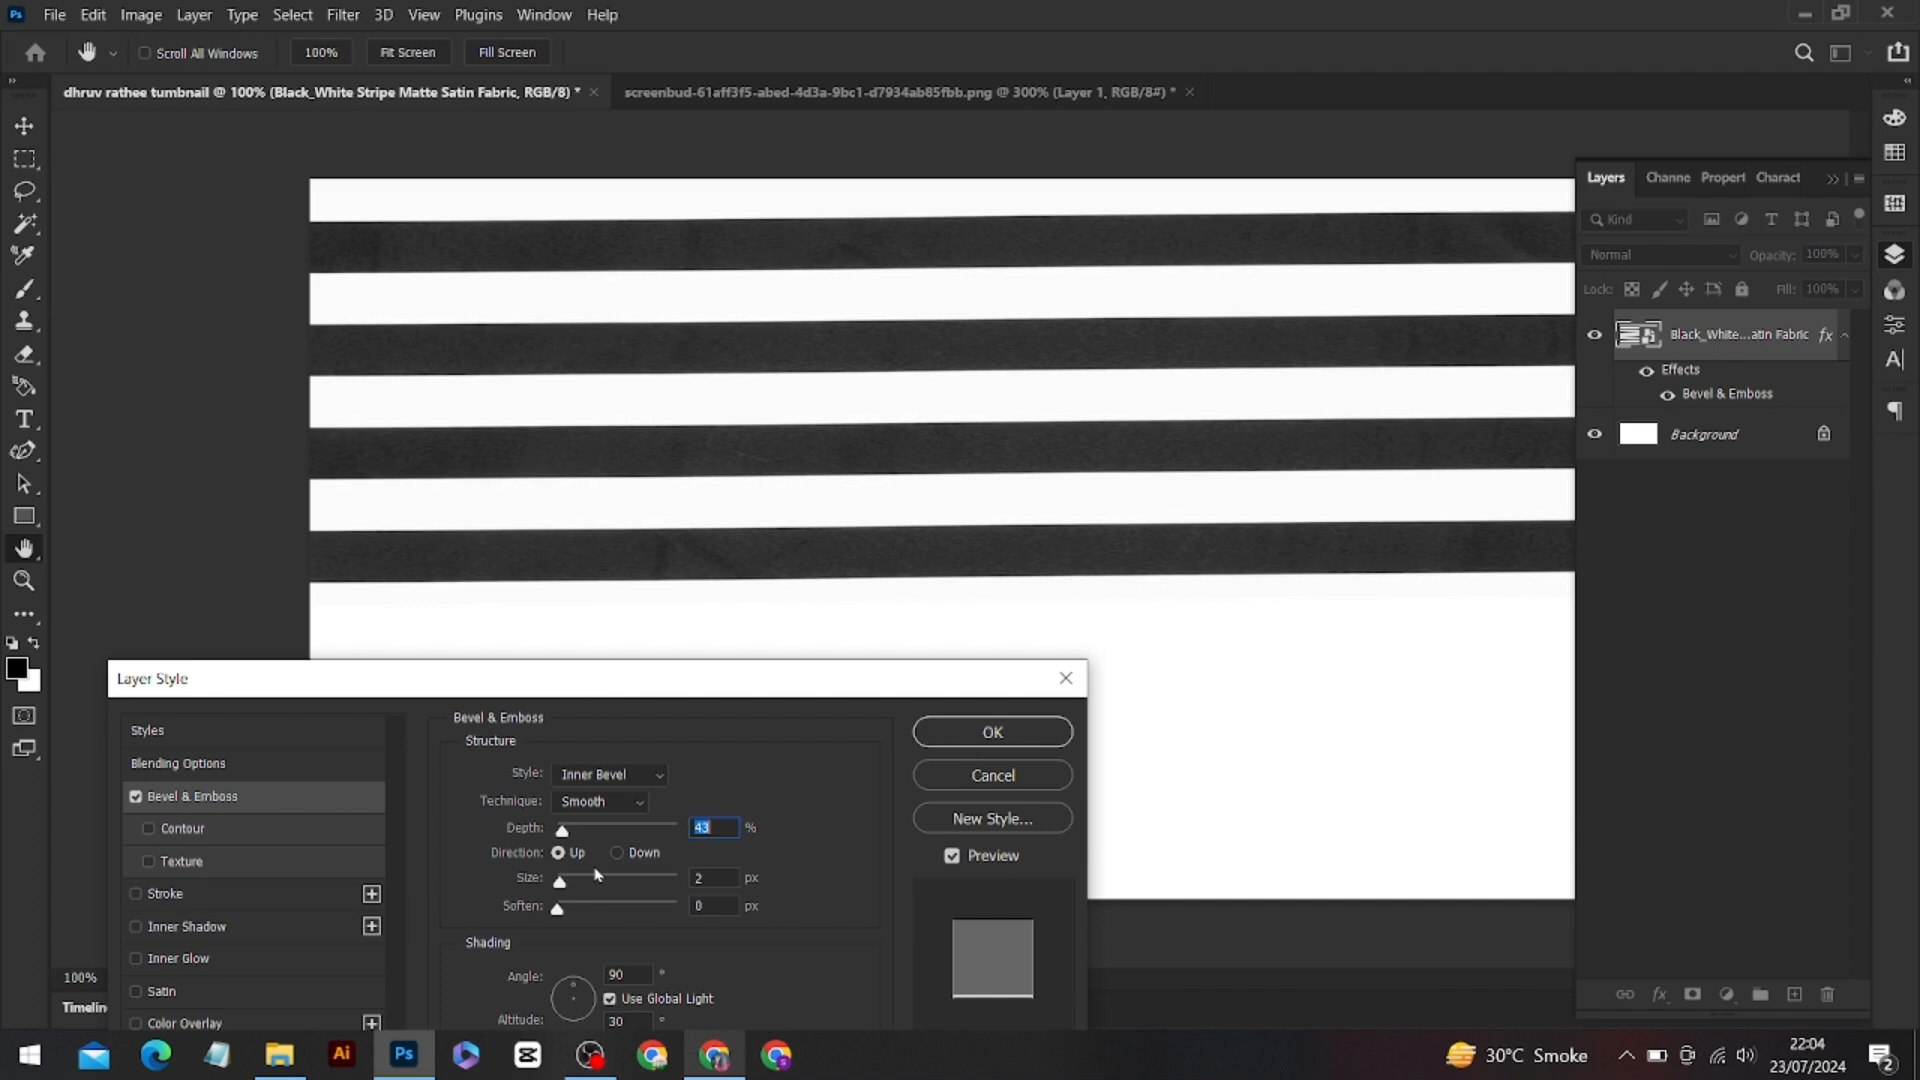 Ps File Edit Image Layer Type Select Filter 3D View Plugins Window Help
Scroll All Windows 100% Fit Screen Fill Screen
dhruv rathee tumbnail @ 100% (Black_White Stripe Matte Satin Fabric, RGB/8) * screenbud-61aff3f5-abed-4d3a-9bc1-d7934ab85fbb.png @ 300% (Layer 1, RGB/8#) *
Layers Channe Propert Charact
Kind
Normal Opacity: 100%
Lock: Fill: 100%
Black_White...atin Fabric fx
Effects
Bevel & Emboss
Background
Layer Style
Styles
Blending Options
Bevel & Emboss
Contour
Texture
Stroke
Inner Shadow
Inner Glow
Satin
Color Overlay
Bevel & Emboss
Structure
Style: Inner Bevel
Technique: Smooth
Depth: 43 %
Direction: Up Down
Size: 2 px
Soften: 0 px
Shading
Angle: 90 °
Use Global Light
Altitude: 30 °
OK
Cancel
New Style...
Preview
100%
Timelin
fx
Ai Ps
30°C Smoke
22:04
23/07/2024
2